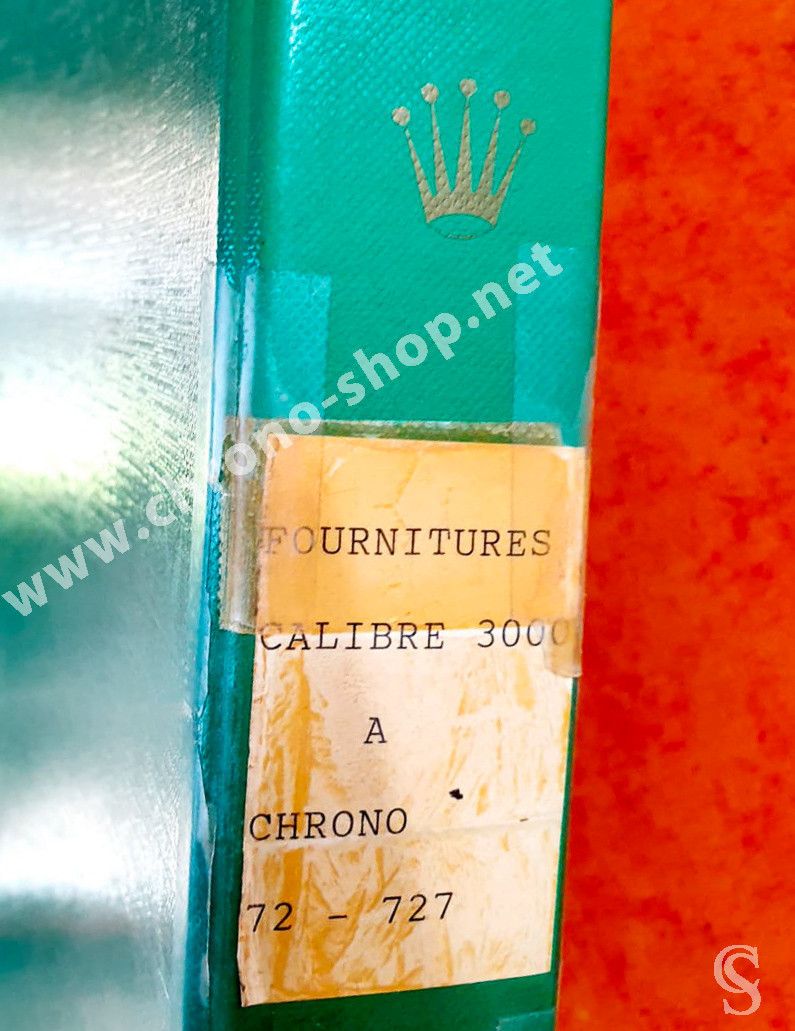 www.chrono-shop.net
FOURNITURES
CALIBRE 3000
A
CHRONO
72 - 727